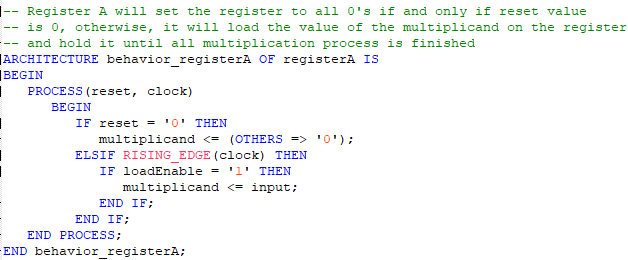 -- Register A will set the register to all 0's if and only if reset value
-- is 0, otherwise, it will load the value of the multiplicand on the register
-- and hold it until all multiplication process is finished
ARCHITECTURE behavior_registerA OF registerA IS
BEGIN
    PROCESS(reset, clock)
        BEGIN
            IF reset = '0' THEN
                multiplicand <= (OTHERS => '0');
            ELSIF RISING_EDGE(clock) THEN
                IF loadEnable = '1' THEN
                    multiplicand <= input;
                END IF;
            END IF;
    END PROCESS;
END behavior_registerA;